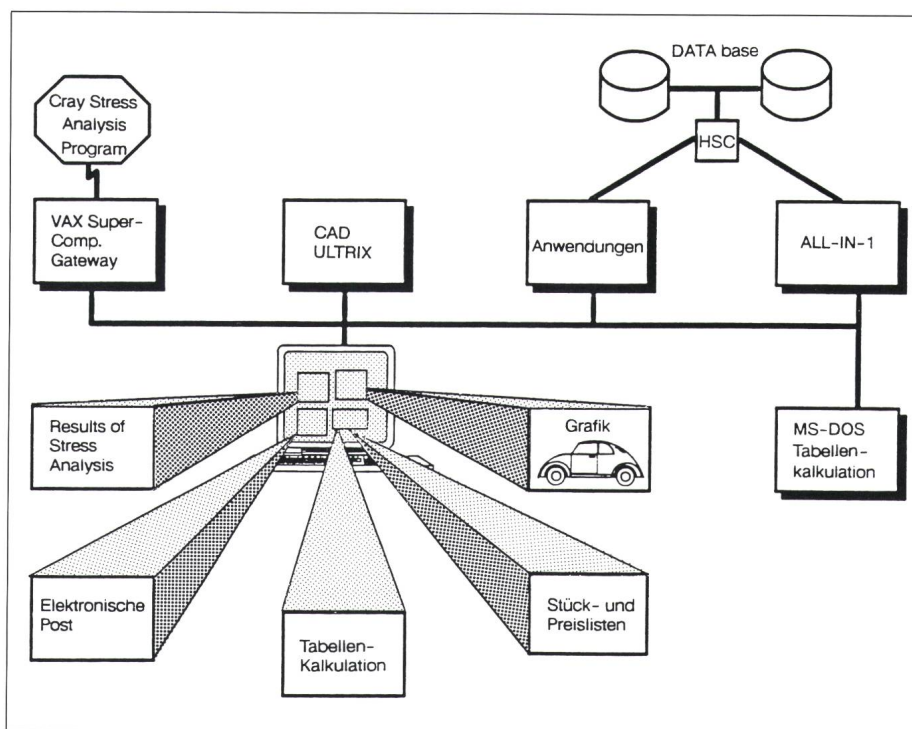 DATA base
Cray Stress
Analysis
Program
HSC
VAX Super-
Comp.
Gateway
CAD
ULTRIX
Anwendungen
ALL-IN-1
Results of
Stress
Analysis
Grafik
MS-DOS
Tabellen-
kalkulation
Elektronische
Post
Tabellen-
Kalkulation
Stück- und
Preislisten